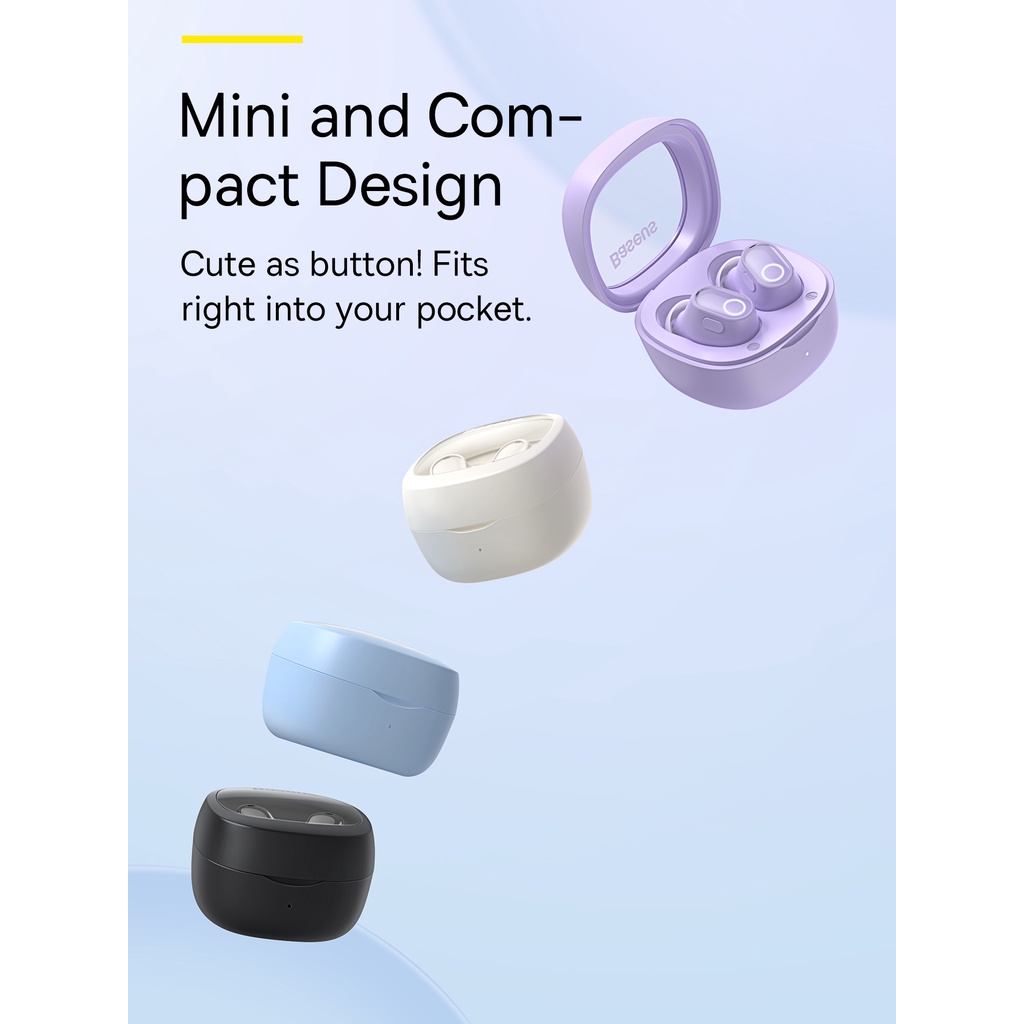 Mini and Com-
pact Design
Cute as button! Fits
right into your pocket.
Baseus